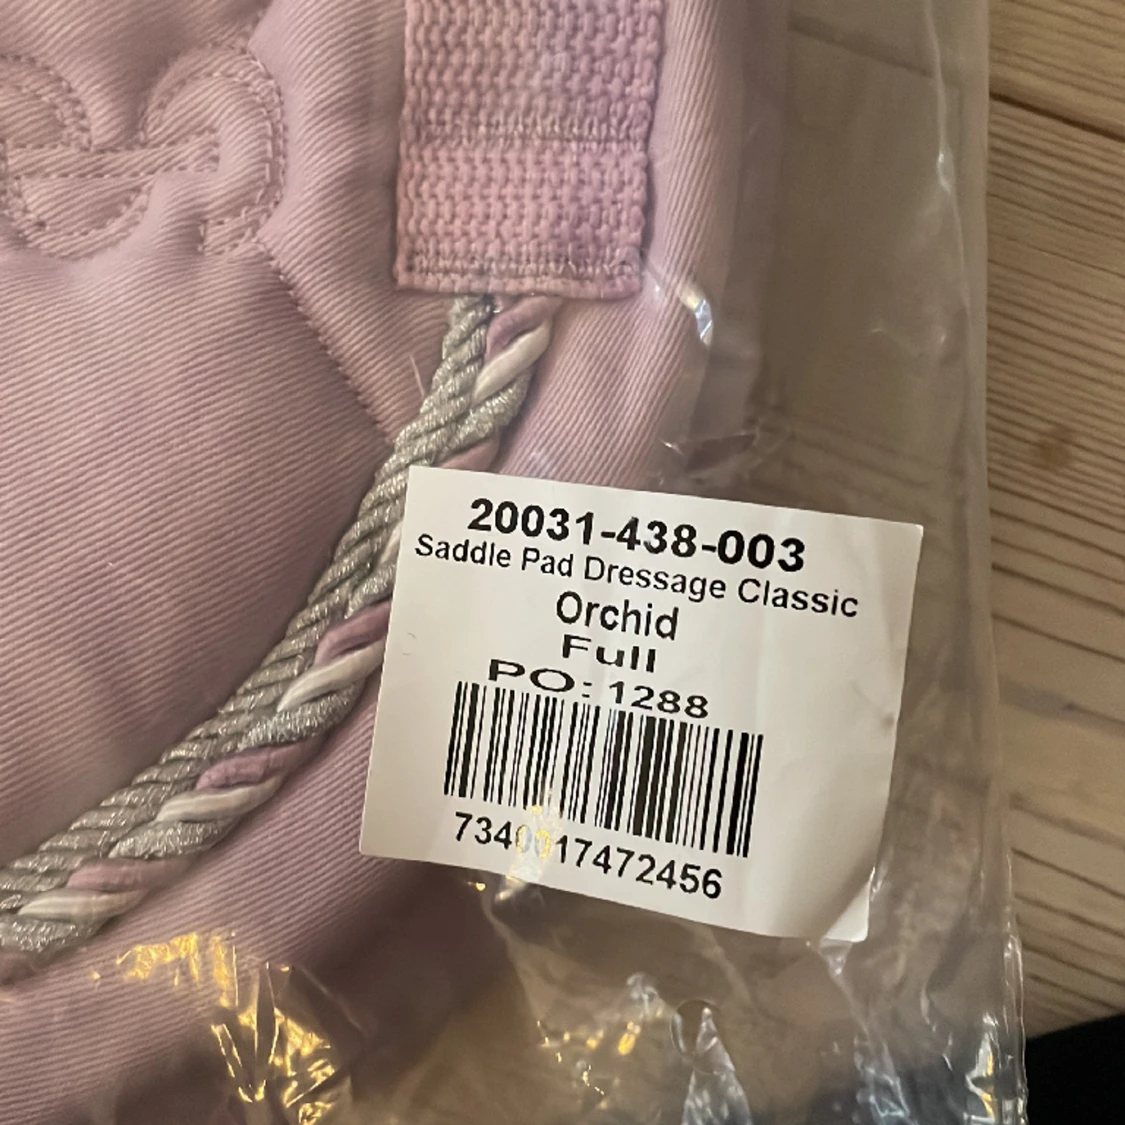 20031-438-003
Saddle Pad Dressage Classic
Orchid
Full
PO: 1288
7340017472456